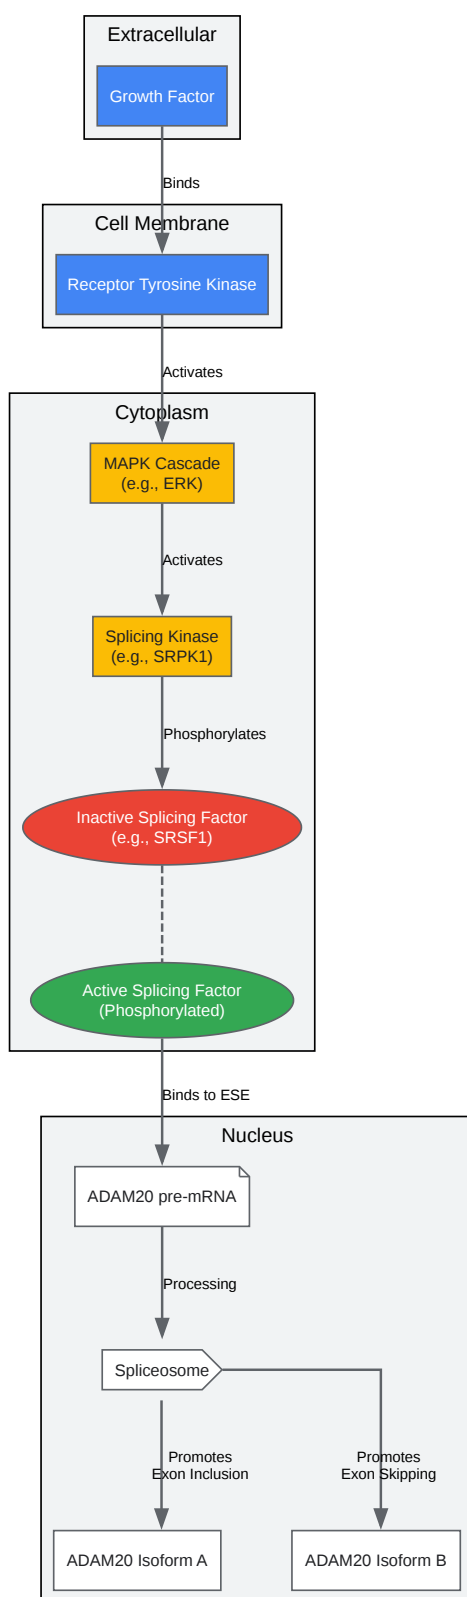 Extracellular
Growth Factor
Binds
Cell Membrane
Receptor Tyrosine Kinase
Activates
Cytoplasm
MAPK Cascade
(e.g., ERK)
Activates
Splicing Kinase
(e.g., SRPK1)
Phosphorylates
Inactive Splicing Factor
(e.g., SRSF1)
Active Splicing Factor
(Phosphorylated)
Binds to ESE
Nucleus
ADAM20 pre-mRNA
Processing
Spliceosome
Promotes
Exon Inclusion
Promotes
Exon Skipping
ADAM20 Isoform A
ADAM20 Isoform B